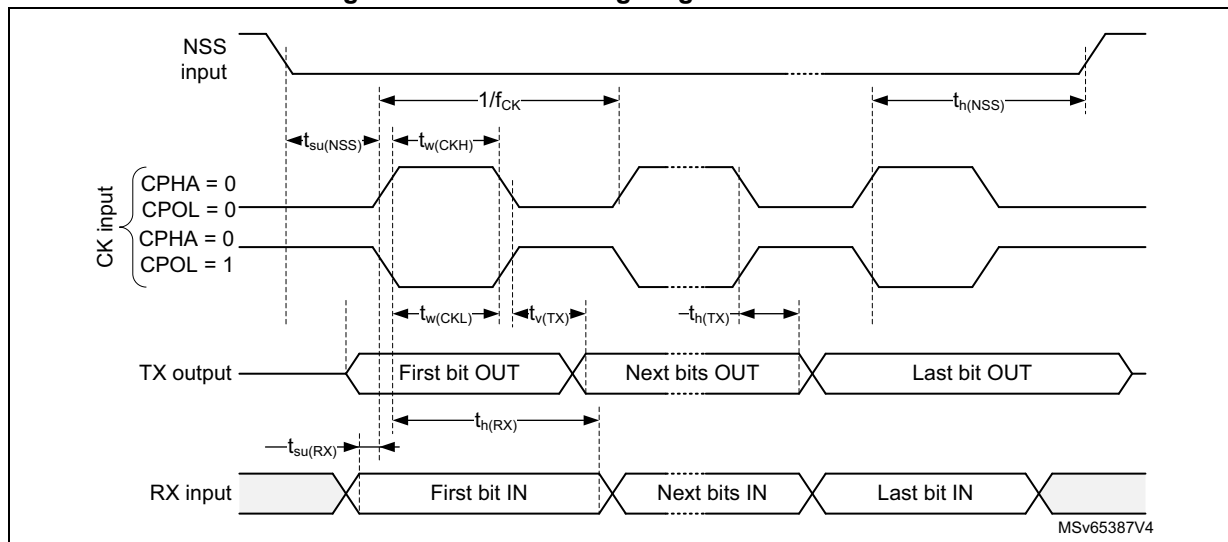 NSS
input
1/fCK
th(NSS)
tsu(NSS)
tw(CKH)
CK input
CPHA = 0
CPOL = 0
CPHA = 0
CPOL = 1
tw(CKL)
tv(TX)
th(TX)
TX output
First bit OUT
Next bits OUT
Last bit OUT
th(RX)
tsu(RX)
RX input
First bit IN
Next bits IN
Last bit IN
MSv65387V4